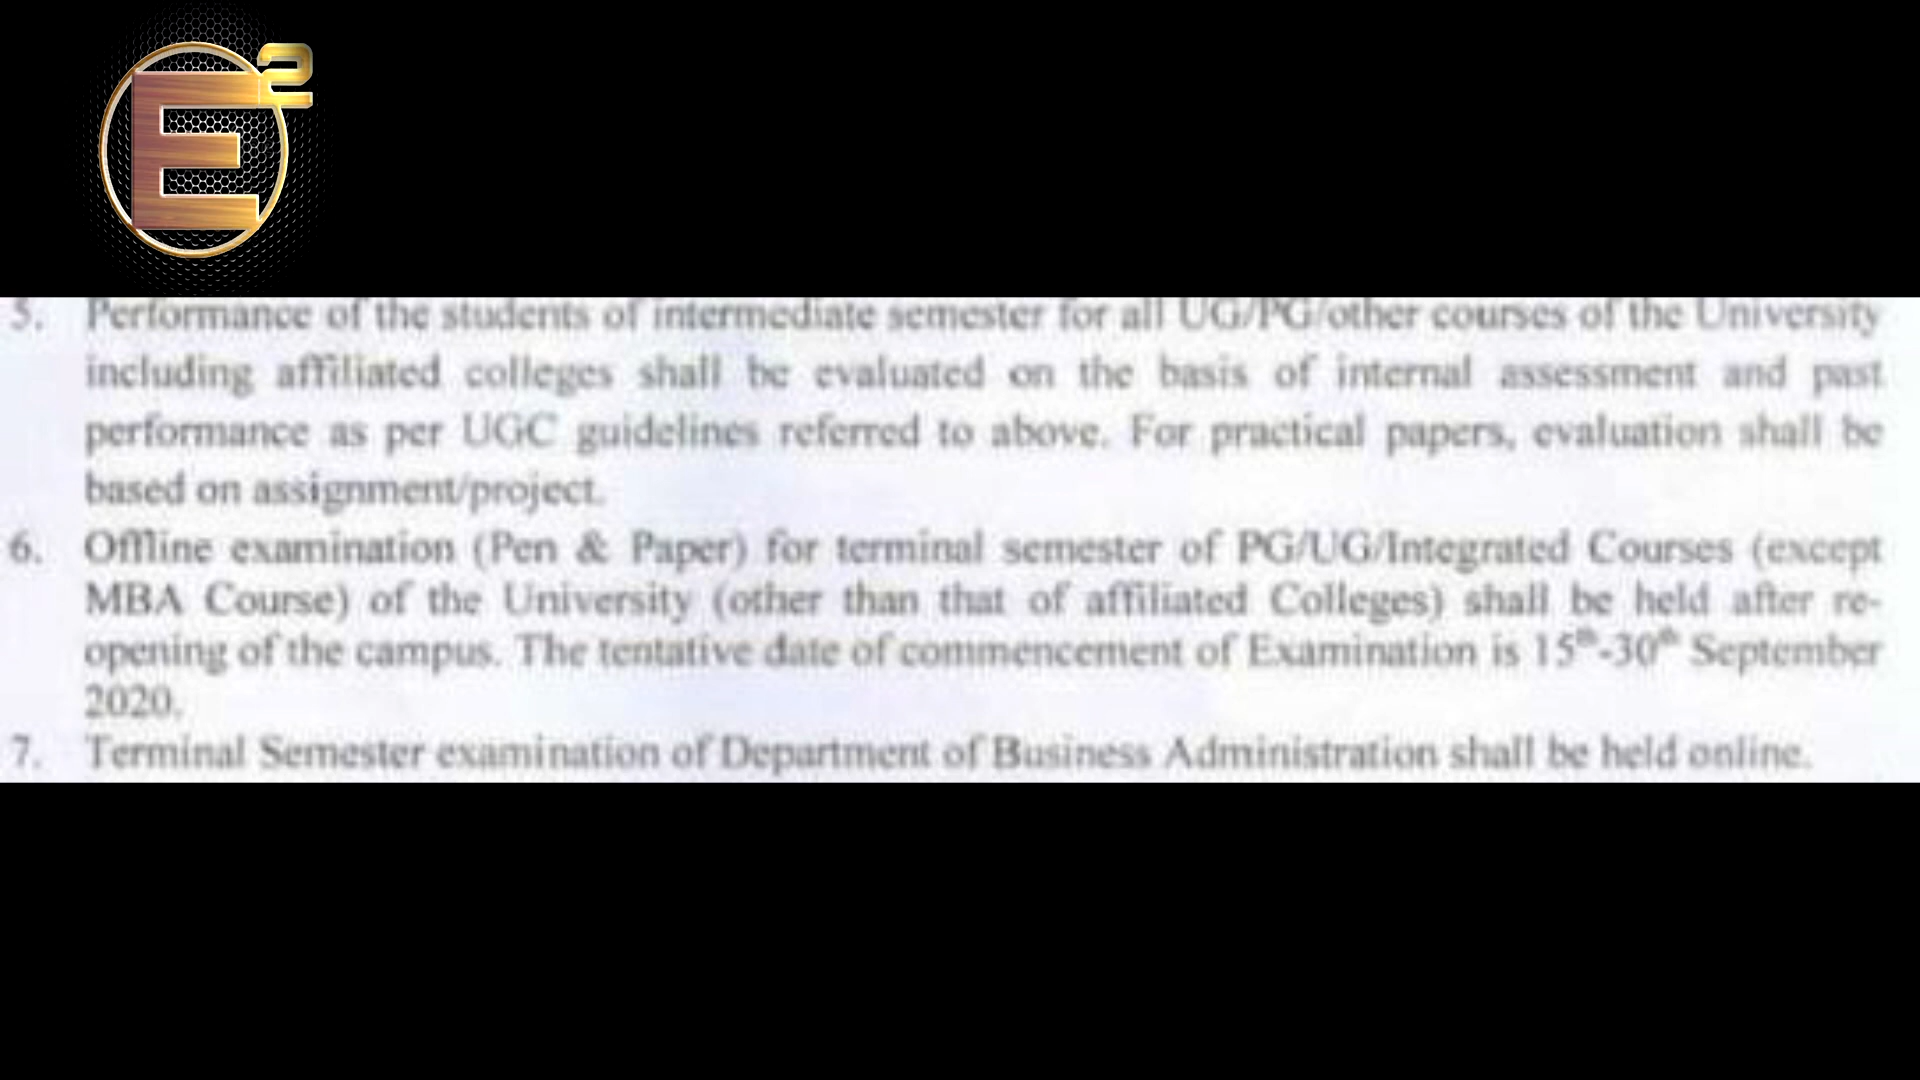 E2
5. Performance of the students of intermediate semester for all UG/PG/other courses of the University
including affiliated colleges shall be evaluated on the basis of internal assessment and past
performance as per UGC guidelines referred to above. For practical papers, evaluation shall be
based on assignment/project.
6. Offline examination (Pen & Paper) for terminal semester of PG/UG/Integrated Courses (except
MBA Course) of the University (other than that of affiliated Colleges) shall be held after re-
opening of the campus. The tentative date of commencement of Examination is 15th-30th September
2020.
7. Terminal Semester examination of Department of Business Administration shall be held online.